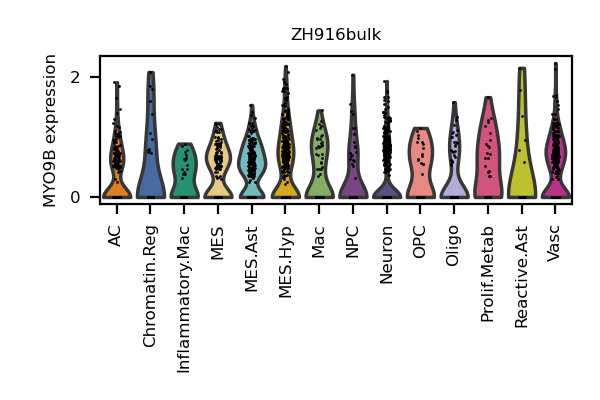 ZH916bulk
MYO9B expression
2
0
AC
Chromatin.Reg
Inflammatory.Mac
MES
MES.Ast
MES.Hyp
Mac
NPC
Neuron
OPC
Oligo
Prolif.Metab
Reactive.Ast
Vasc